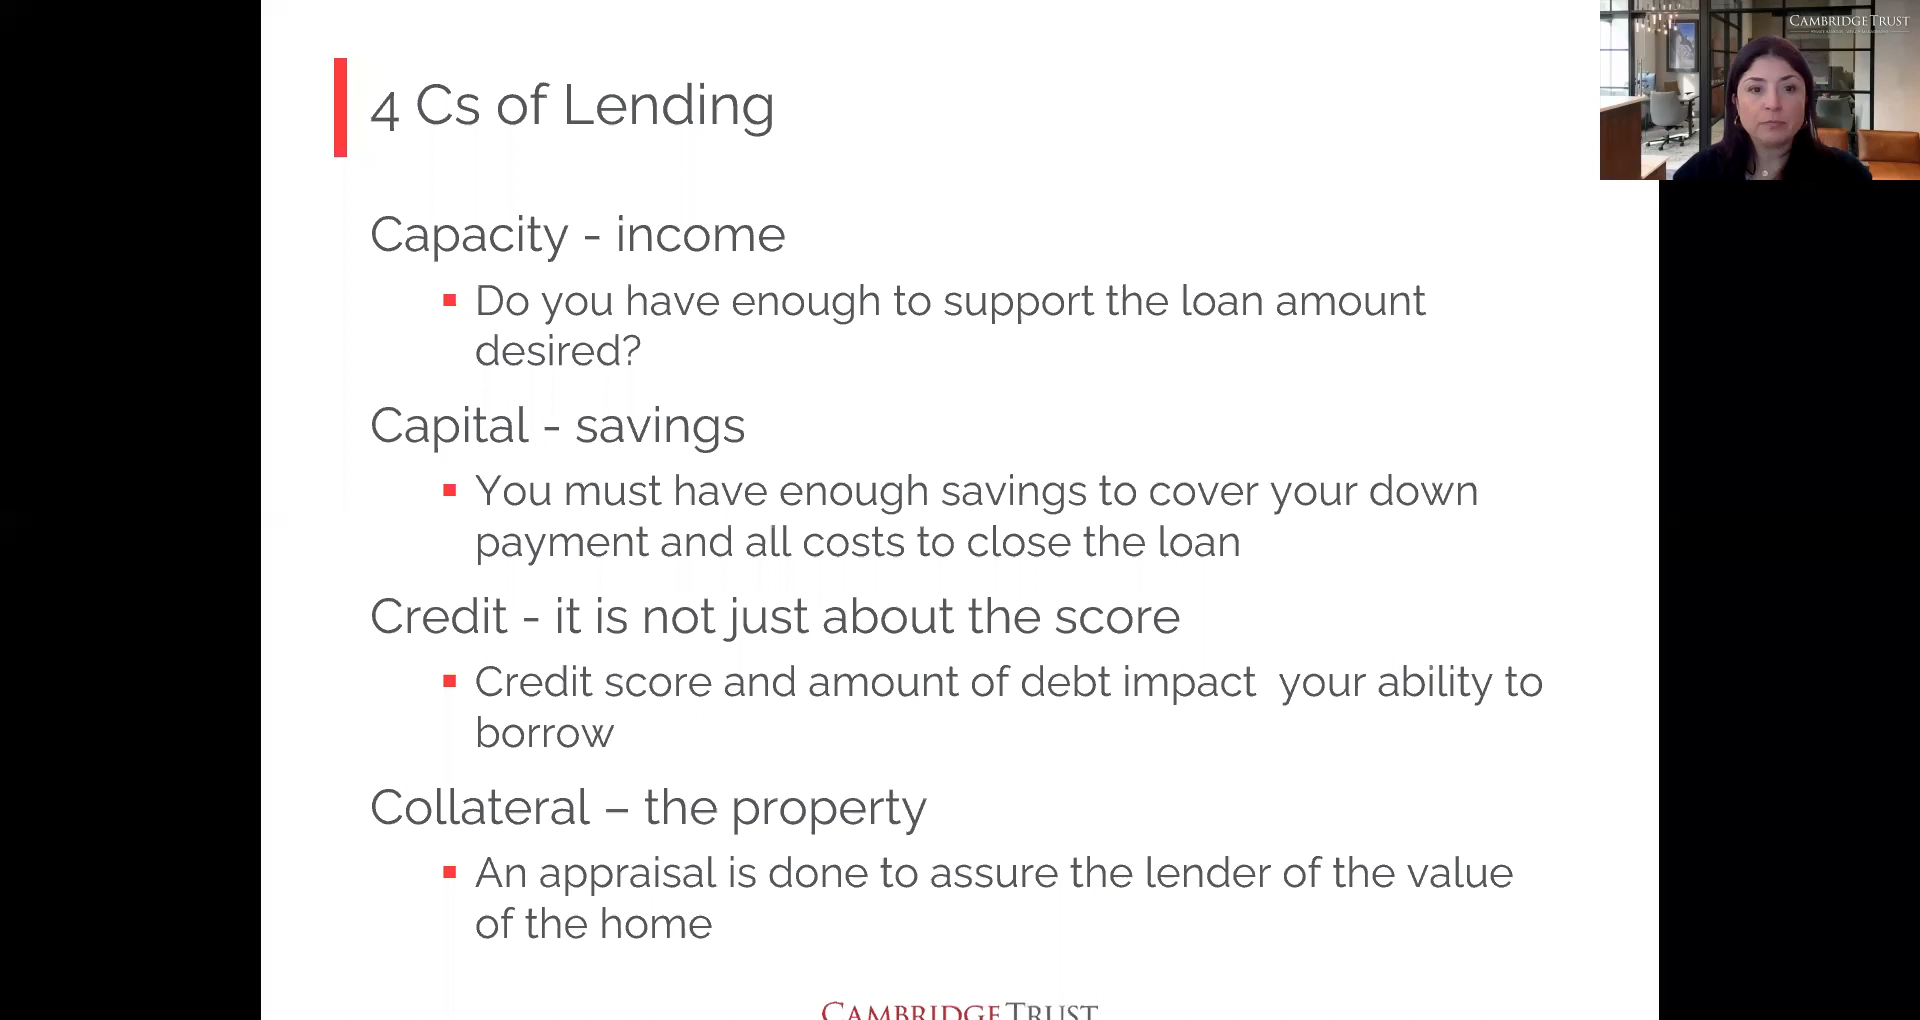 4 Cs of Lending
Capacity - income
▪ Do you have enough to support the loan amount
desired?
Capital - savings
▪ You must have enough savings to cover your down
payment and all costs to close the loan
Credit - it is not just about the score
▪ Credit score and amount of debt impact  your ability to
borrow
Collateral – the property
▪ An appraisal is done to assure the lender of the value
of the home
CAMBRIDGE TRUST
CAMBRIDGE TRUST